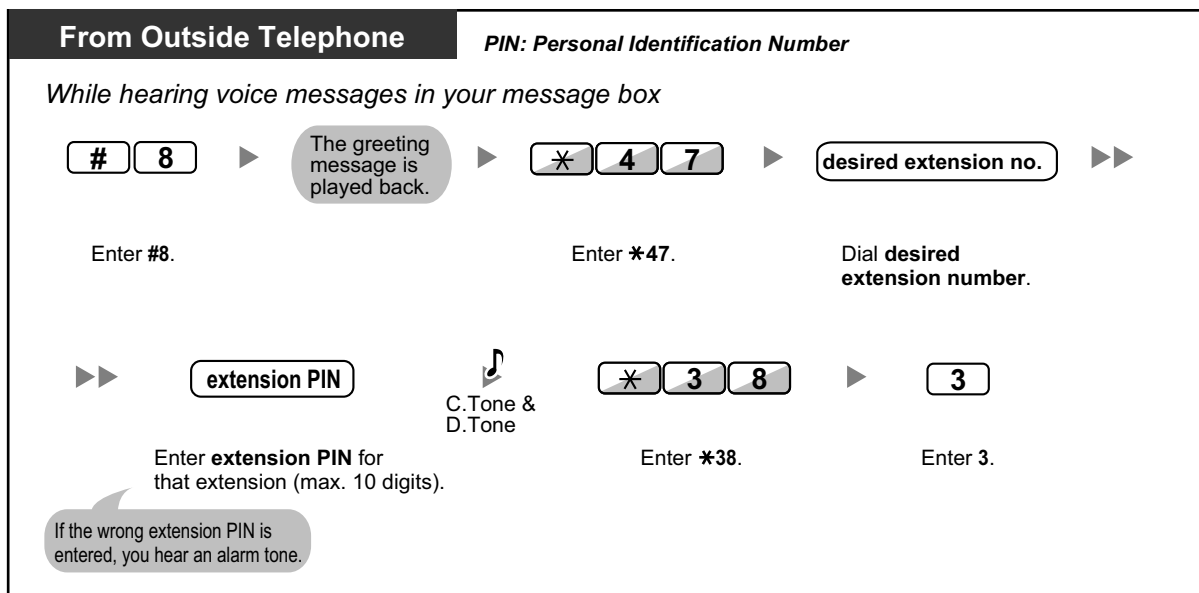 From Outside Telephone
PIN: Personal Identification Number
While hearing voice messages in your message box
# 8
The greeting
message is
played back.
* 4 7
desired extension no.
Enter #8.
Enter *47.
Dial desired
extension number.
extension PIN
C.Tone &
D.Tone
* 3 8
3
Enter extension PIN for
that extension (max. 10 digits).
Enter *38.
Enter 3.
If the wrong extension PIN is
entered, you hear an alarm tone.